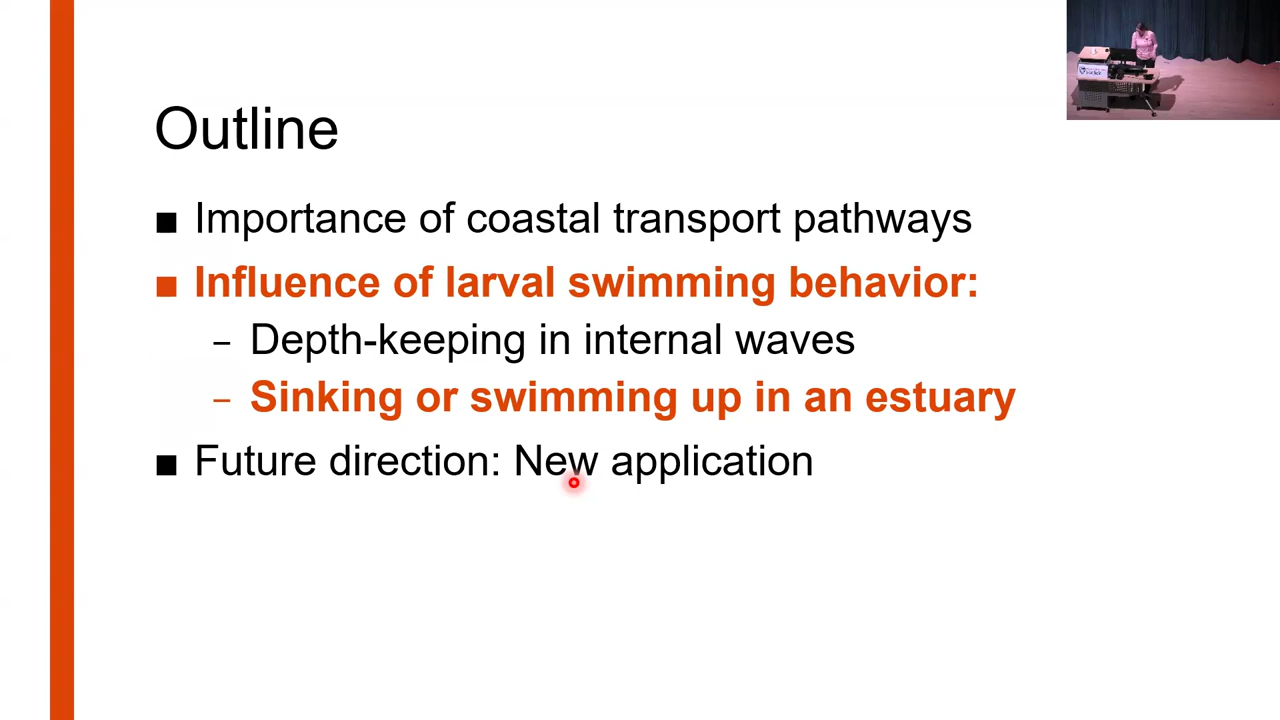 Outline
■ Importance of coastal transport pathways
■ Influence of larval swimming behavior:
– Depth-keeping in internal waves
– Sinking or swimming up in an estuary
■ Future direction: New application